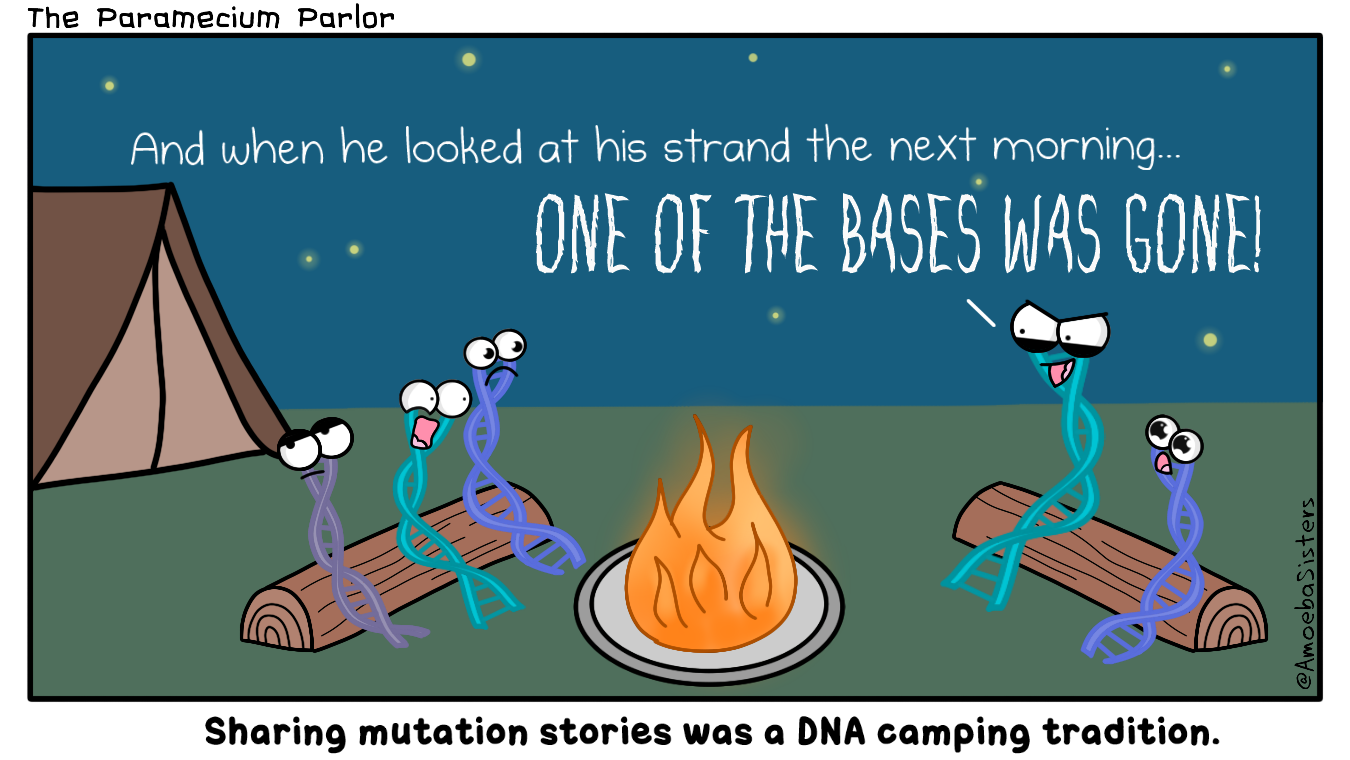 The Paramecium Parlor
And when he looked at his strand the next morning...
ONE OF THE BASES WAS GONE!
@AmoebaSisters
Sharing mutation stories was a DNA camping tradition.